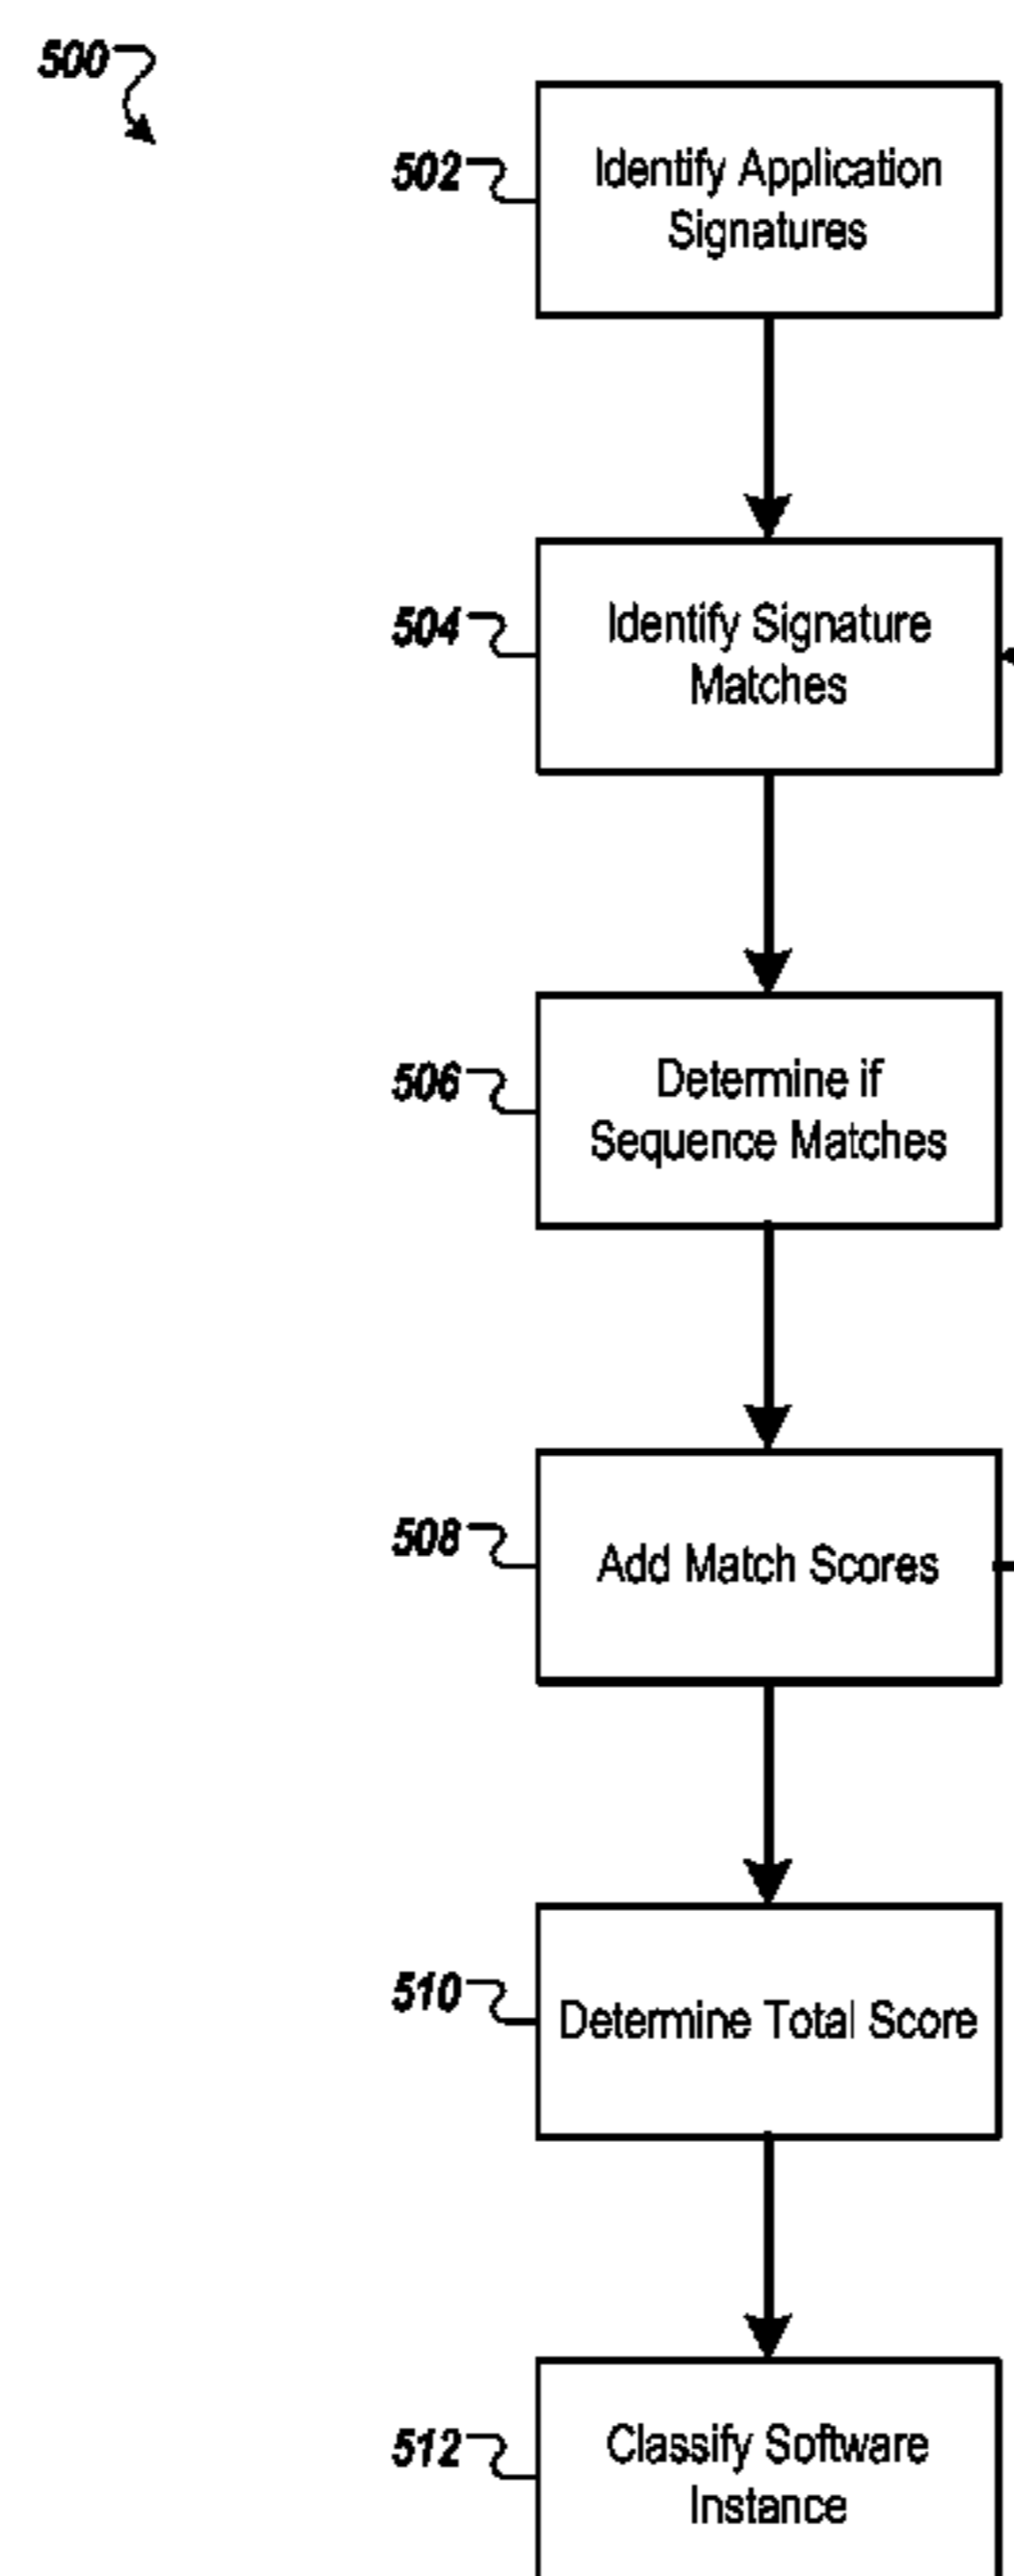 500
502
Identify Application
Signatures
504
Identify Signature
Matches
506
Determine if
Sequence Matches
508
Add Match Scores
510
Determine Total Score
512
Classify Software
Instance